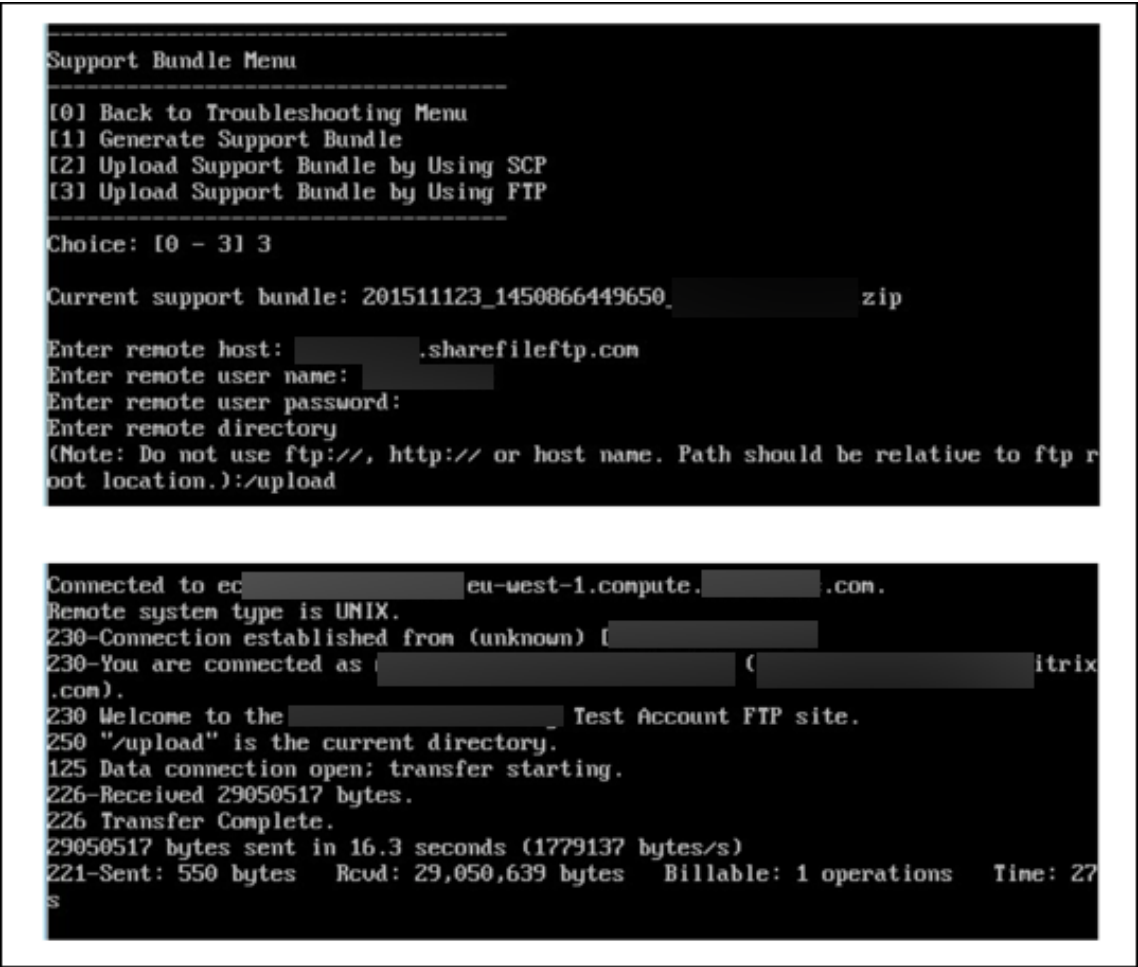 Support Bundle Menu
[0] Back to Troubleshooting Menu
[1] Generate Support Bundle
[2] Upload Support Bundle by Using SCP
[3] Upload Support Bundle by Using FTP
Choice: [0 - 3] 3
Current support bundle: 201511123_1450866449650_ zip
Enter remote host: .sharefileftp.com
Enter remote user name:
Enter remote user password:
Enter remote directory
(Note: Do not use ftp://, http:// or host name. Path should be relative to ftp r
oot location.):/upload
Connected to ec eu-west-1.compute. .com.
Remote system type is UNIX.
230-Connection established from (unknown) [
230-You are connected as ( itrix
.com).
230 Welcome to the Test Account FTP site.
250 "/upload" is the current directory.
125 Data connection open; transfer starting.
226-Received 29050517 bytes.
226 Transfer Complete.
29050517 bytes sent in 16.3 seconds (1779137 bytes/s)
221-Sent: 550 bytes Rcvd: 29,050,639 bytes Billable: 1 operations Time: 27
s